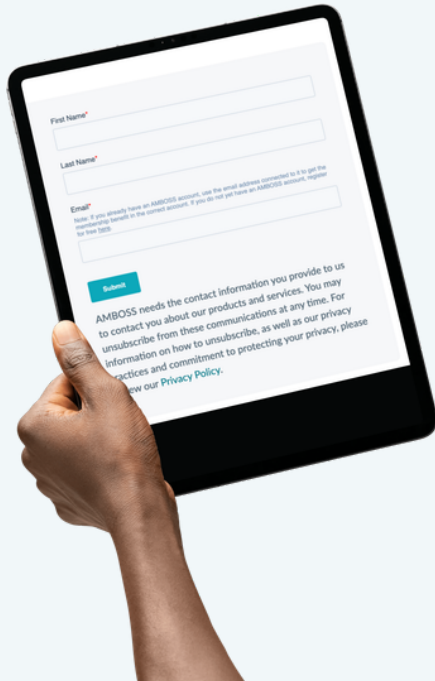 First Name*
Last Name*
Email*
Note: If you already have an AMBOSS account, use the email address connected to it to get the
membership benefit in the correct account. If you do not yet have an AMBOSS account, register
for free here.
Submit
AMBOSS needs the contact information you provide to us
to contact you about our products and services. You may
unsubscribe from these communications at any time. For
information on how to unsubscribe, as well as our privacy
ractices and commitment to protecting your privacy, please
ew our Privacy Policy.